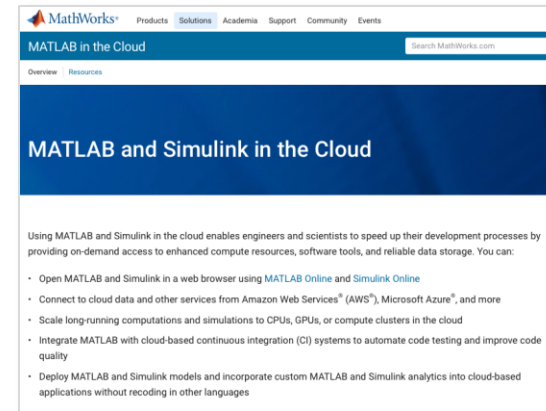 MathWorks® Products Solutions Academia Support Community Events
MATLAB in the Cloud Search MathWorks.com
Overview Resources
MATLAB and Simulink in the Cloud
Using MATLAB and Simulink in the cloud enables engineers and scientists to speed up their development processes by
providing on-demand access to enhanced compute resources, software tools, and reliable data storage. You can:
• Open MATLAB and Simulink in a web browser using MATLAB Online and Simulink Online
• Connect to cloud data and other services from Amazon Web Services® (AWS®), Microsoft Azure®, and more
• Scale long-running computations and simulations to CPUs, GPUs, or compute clusters in the cloud
• Integrate MATLAB with cloud-based continuous integration (CI) systems to automate code testing and improve code
quality
• Deploy MATLAB and Simulink models and incorporate custom MATLAB and Simulink analytics into cloud-based
applications without recoding in other languages